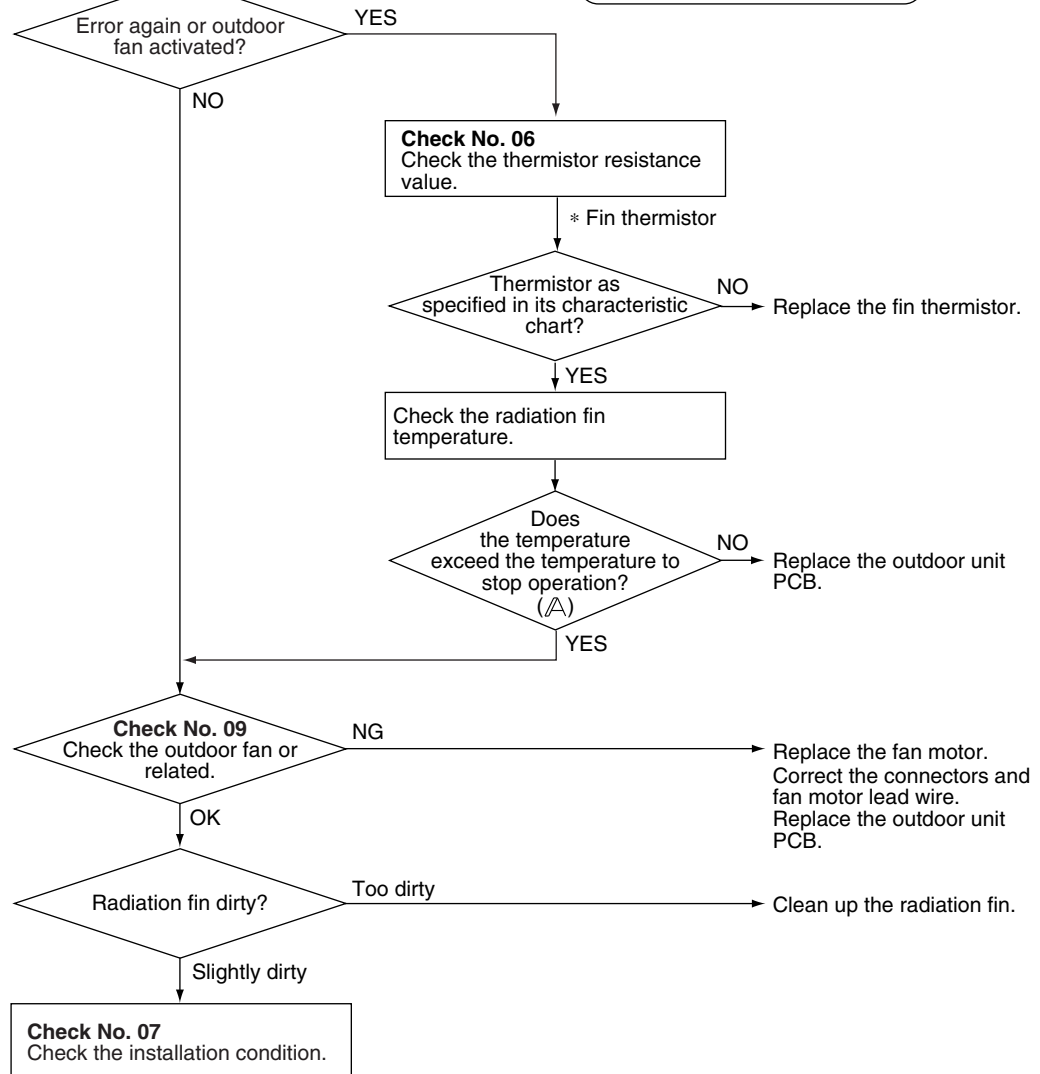 Error again or outdoor
fan activated?
YES
NO
Check No. 06
Check the thermistor resistance
value.
* Fin thermistor
Thermistor as
specified in its characteristic
chart?
NO
Replace the fin thermistor.
YES
Check the radiation fin
temperature.
Does
the temperature
exceed the temperature to
stop operation?
(A)
NO
Replace the outdoor unit
PCB.
YES
Check No. 09
Check the outdoor fan or
related.
NG
Replace the fan motor.
Correct the connectors and
fan motor lead wire.
Replace the outdoor unit
PCB.
OK
Radiation fin dirty?
Too dirty
Clean up the radiation fin.
Slightly dirty
Check No. 07
Check the installation condition.